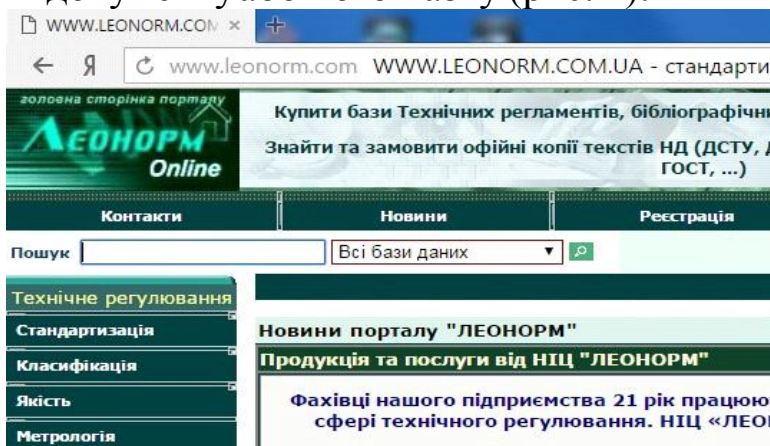 (рис.
WWW.LEONORM.COM
www.leonorm.com WWW.LEONORM.COM.UA - стандарти
головна сторінка порталу
ЛЕОНОРМ
Online
Купити бази Технічних регламентів, бібліографічн
Знайти та замовити офійні копії текстів НД (ДСТУ,
ГОСТ, ...)
Контакти Новини Реєстрація
Пошук Всі бази даних
Технічне регулювання
Стандартизація
Новини порталу "ЛЕОНОРМ"
Класифікація
Продукція та послуги від НІЦ "ЛЕОНОРМ"
Якість
Фахівці нашого підприємства 21 рік працюю
сфері технічного регулювання. НІЦ «ЛЕО
Метрологія